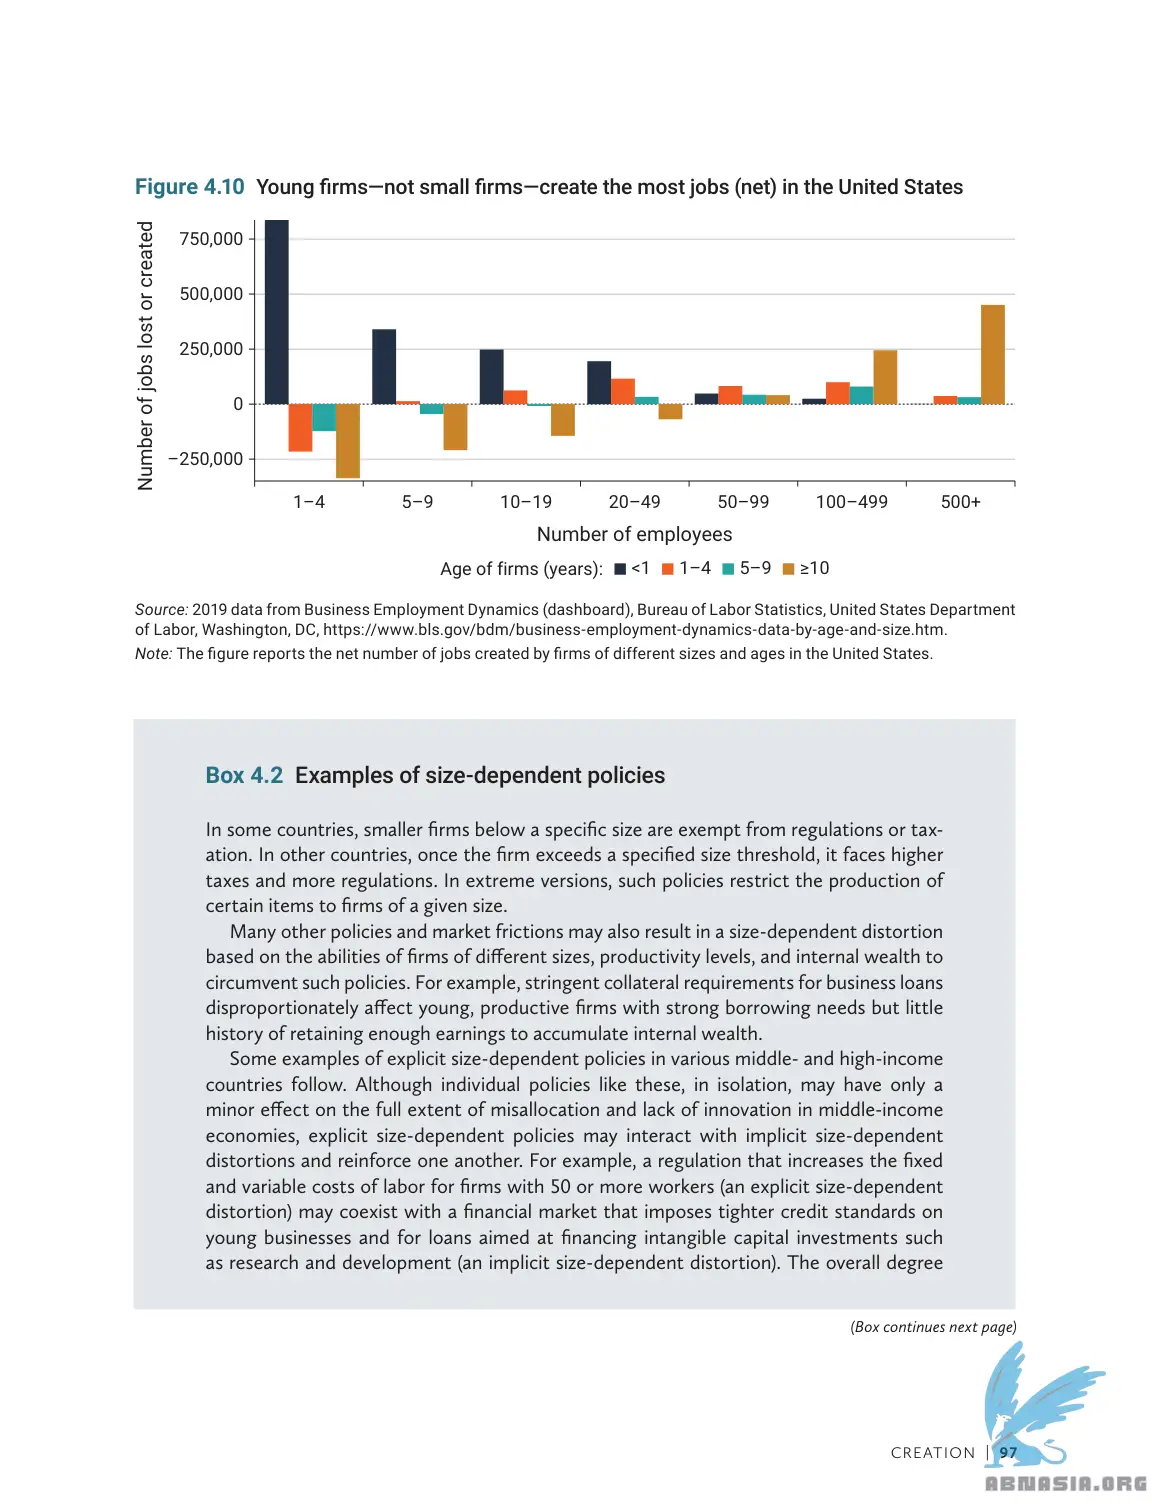 Figure 4.10 Young firms—not small firms—create the most jobs (net) in the United States
Number of jobs lost or created
750,000
500,000
250,000
0
−250,000
1–4 5–9 10–19 20–49 50–99 100–499 500+
Number of employees
Age of firms (years): <1 1–4 5–9 ≥10
Source: 2019 data from Business Employment Dynamics (dashboard), Bureau of Labor Statistics, United States Department
of Labor, Washington, DC, https://www.bls.gov/bdm/business-employment-dynamics-data-by-age-and-size.htm.
Note: The figure reports the net number of jobs created by firms of different sizes and ages in the United States.
Box 4.2 Examples of size-dependent policies
In some countries, smaller firms below a specific size are exempt from regulations or tax-
ation. In other countries, once the firm exceeds a specified size threshold, it faces higher
taxes and more regulations. In extreme versions, such policies restrict the production of
certain items to firms of a given size.
Many other policies and market frictions may also result in a size-dependent distortion
based on the abilities of firms of different sizes, productivity levels, and internal wealth to
circumvent such policies. For example, stringent collateral requirements for business loans
disproportionately affect young, productive firms with strong borrowing needs but little
history of retaining enough earnings to accumulate internal wealth.
Some examples of explicit size-dependent policies in various middle- and high-income
countries follow. Although individual policies like these, in isolation, may have only a
minor effect on the full extent of misallocation and lack of innovation in middle-income
economies, explicit size-dependent policies may interact with implicit size-dependent
distortions and reinforce one another. For example, a regulation that increases the fixed
and variable costs of labor for firms with 50 or more workers (an explicit size-dependent
distortion) may coexist with a financial market that imposes tighter credit standards on
young businesses and for loans aimed at financing intangible capital investments such
as research and development (an implicit size-dependent distortion). The overall degree
(Box continues next page)
CREATION | 97
ABNASIA.ORG